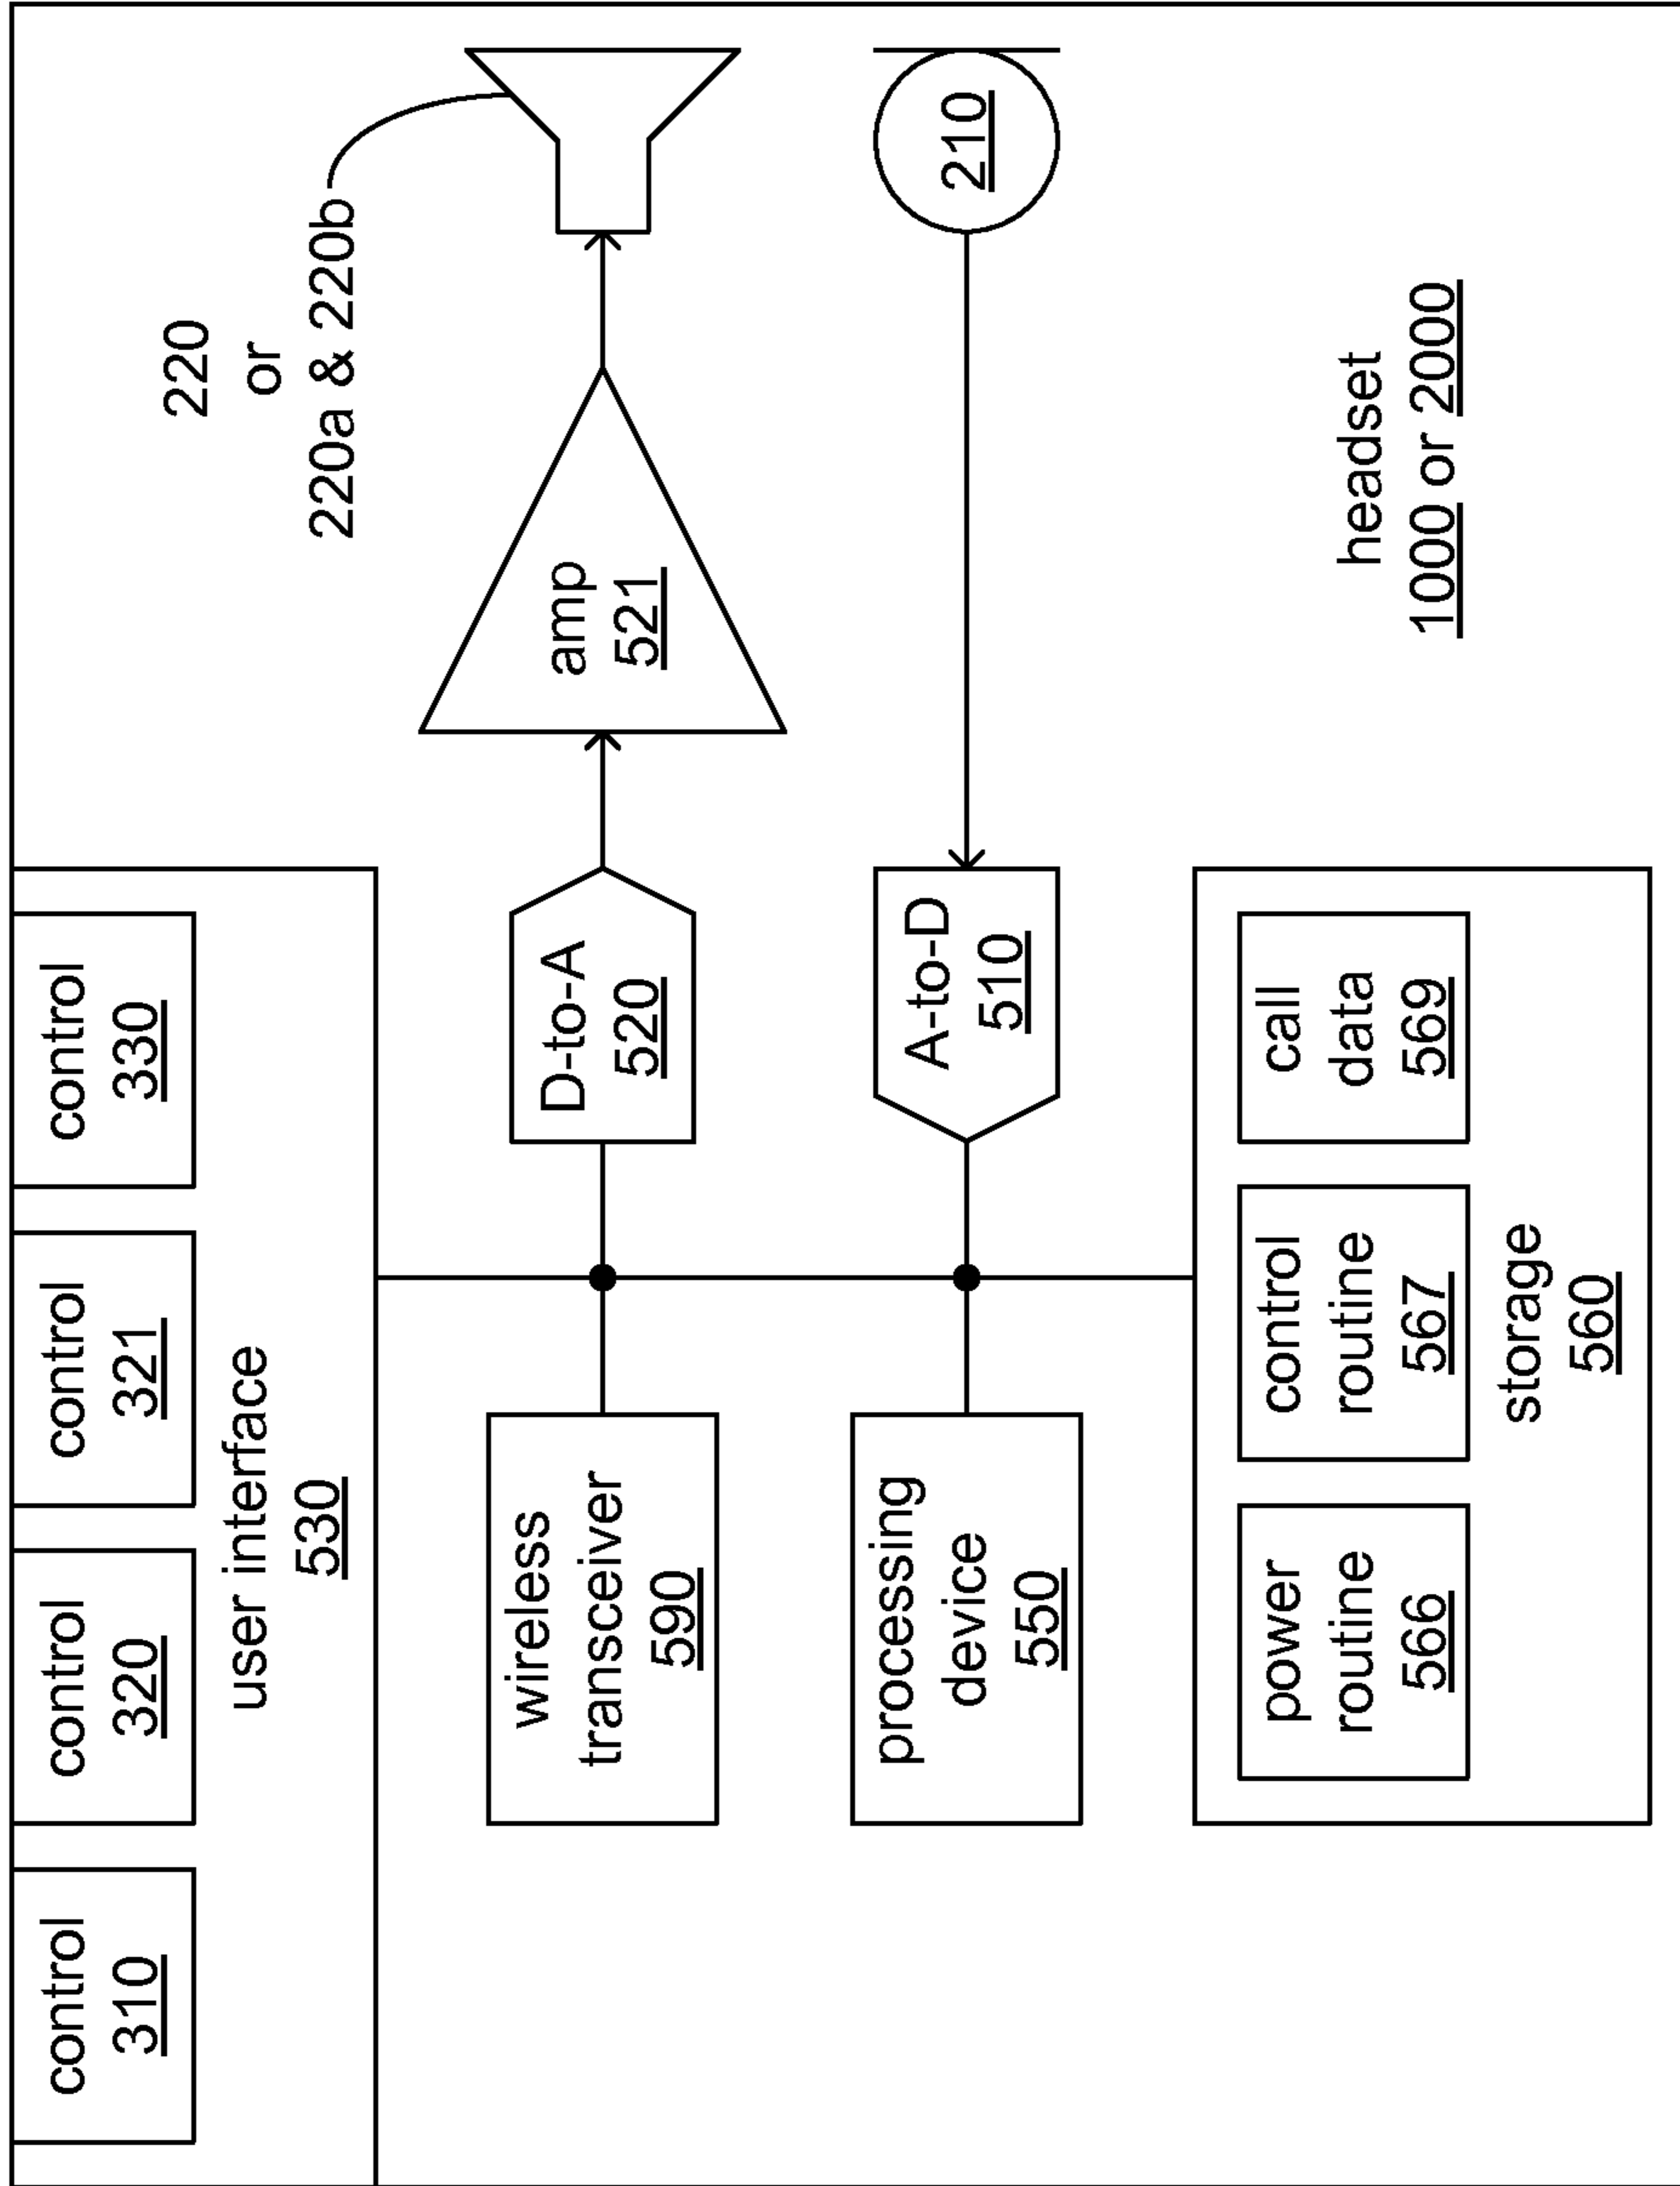 control
310
control
320
control
321
control
330
user interface
530
220
or
220a & 220b
wireless
transceiver
590
D-to-A
520
amp
521
processing
device
550
A-to-D
510
210
power
routine
566
control
routine
567
call
data
569
storage
560
headset
1000 or 2000